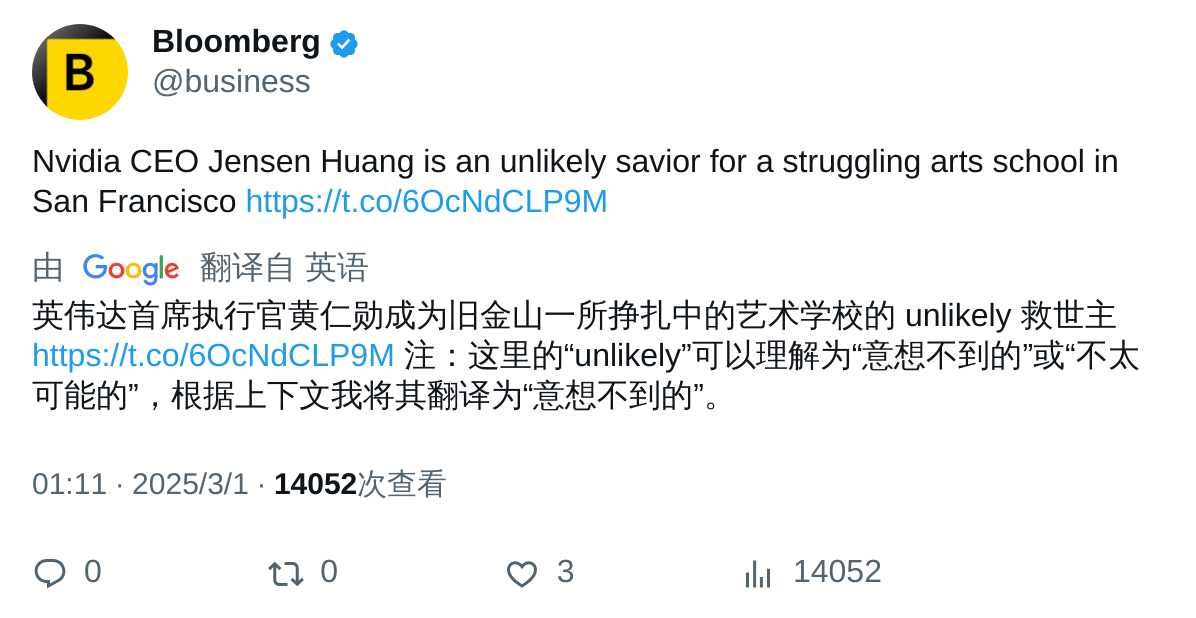 B
Bloomberg
@business
Nvidia CEO Jensen Huang is an unlikely savior for a struggling arts school in
San Francisco https://t.co/6OcNdCLP9M
由 Google 翻译自 英语
英伟达首席执行官黄仁勋成为旧金山一所挣扎中的艺术学校的 unlikely 救世主
https://t.co/6OcNdCLP9M 注：这里的“unlikely”可以理解为“意想不到的”或“不太
可能的”，根据上下文我将其翻译为“意想不到的”。
01:11 · 2025/3/1 · 14052次查看
0 0 3 14052